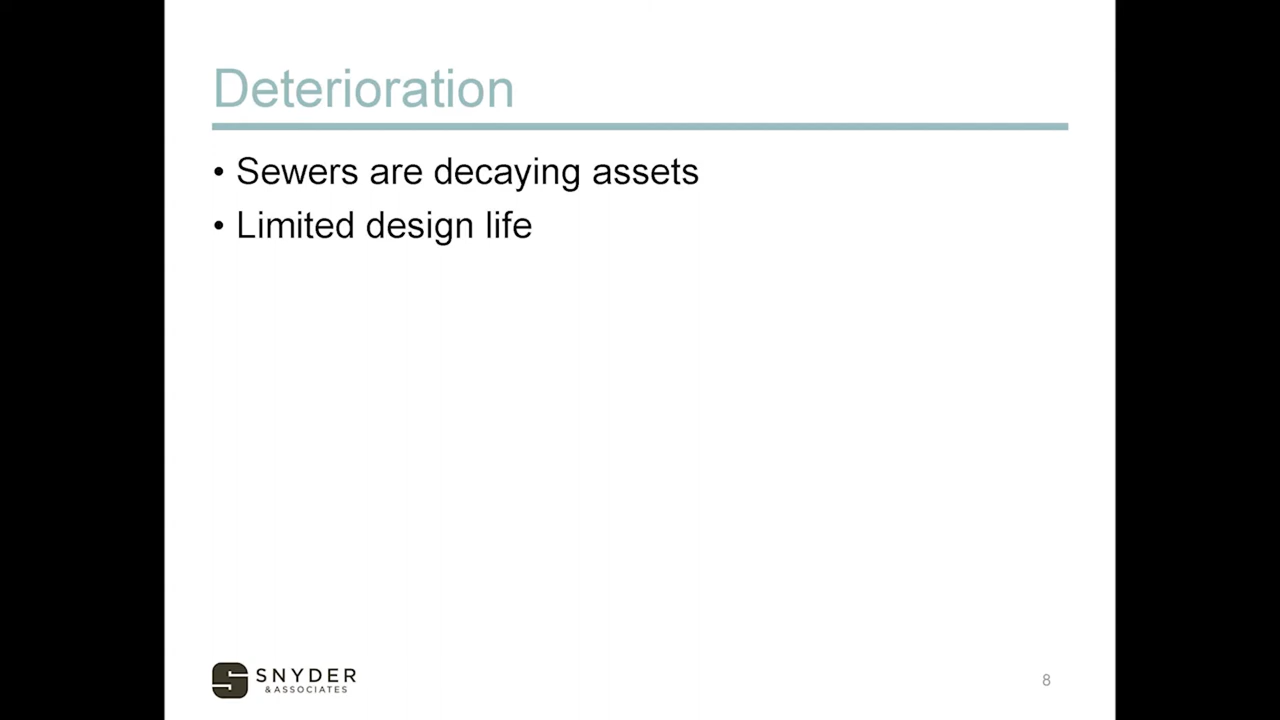 Deterioration
• Sewers are decaying assets
• Limited design life
SNYDER
& ASSOCIATES
8